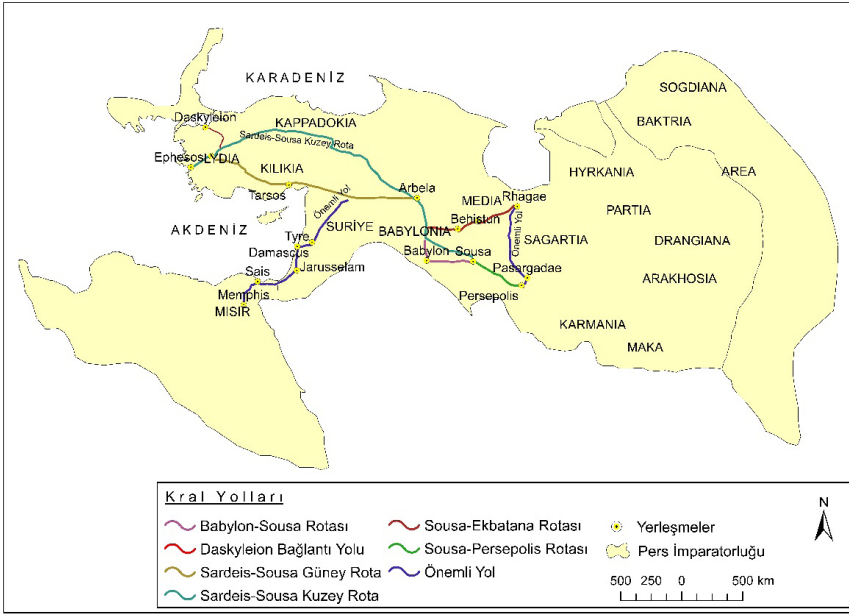 KARADENİZ
SOGDIANA
BAKTRIA
Daskyleion
KAPPADOKIA
Sardeis-Sousa Kuzey Rota
Ephesos
LYDIA
KILIKIA
HYRKANIA
AREA
Tarsos
Arbela
MEDIA
Rhagae
PARTIA
Önemli Yol
Behistun
AKDENİZ
SURİYE
BABYLONIA
SAGARTIA
Önemli Yol
DRANGIANA
Tyre
Damascus
Babylon
Sousa
Sais
Jarusselam
Pasargadae
ARAKHOSIA
Memphis
MISIR
Persepolis
KARMANIA
MAKA
Kral Yolları
Babylon-Sousa Rotası
Daskyleion Bağlantı Yolu
Sardeis-Sousa Güney Rota
Sardeis-Sousa Kuzey Rota
Sousa-Ekbatana Rotası
Sousa-Persepolis Rotası
Önemli Yol
Yerleşmeler
Pers İmparatorluğu
N
500 250 0 500 km